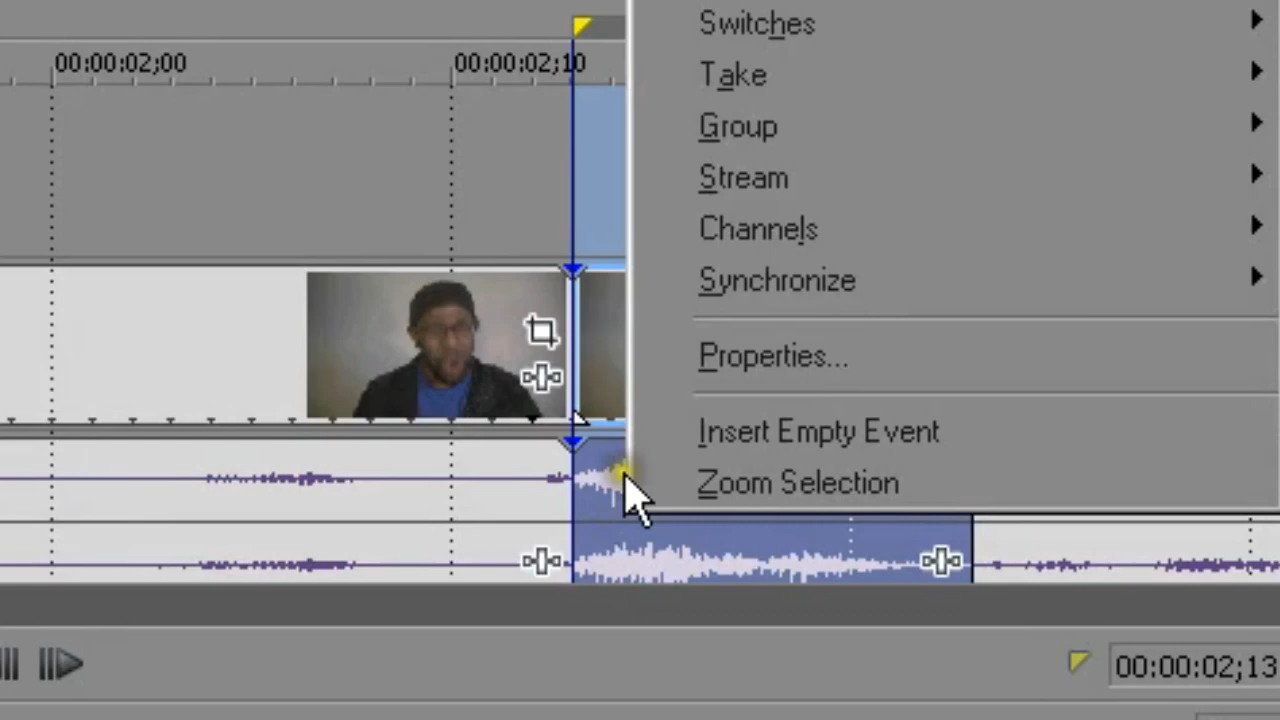 Switches
00:00:02;00
00:00:02;10
Take
Group
Stream
Channels
Synchronize
Properties...
Insert Empty Event
Zoom Selection
00:00:02;13